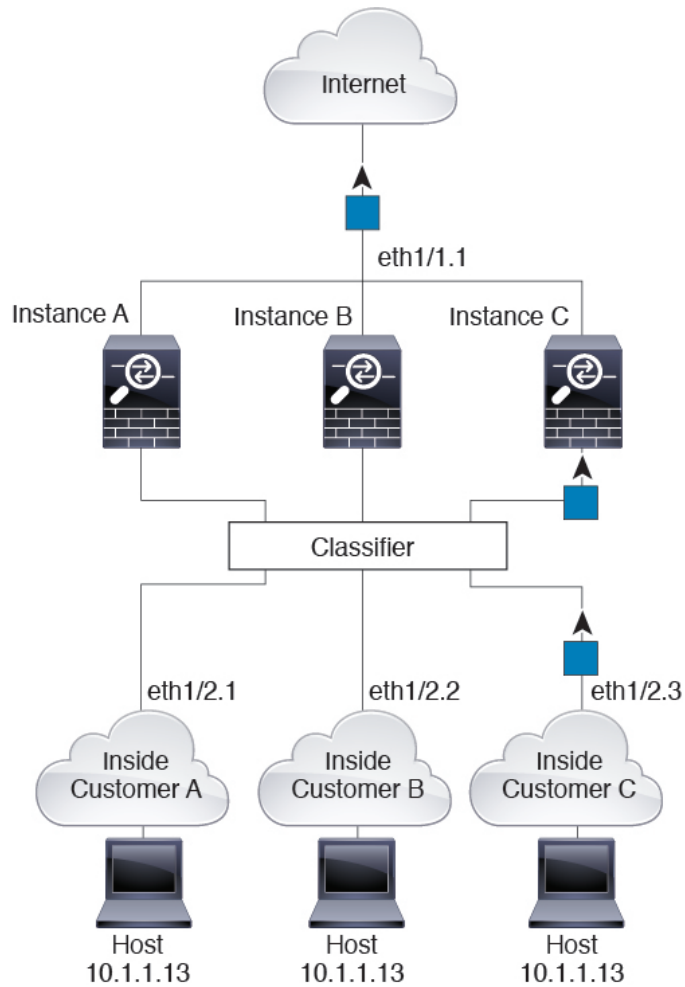 Internet
eth1/1.1
Instance A
Instance B
Instance C
Classifier
eth1/2.1
eth1/2.2
eth1/2.3
Inside
Customer A
Inside
Customer B
Inside
Customer C
Host
10.1.1.13
Host
10.1.1.13
Host
10.1.1.13